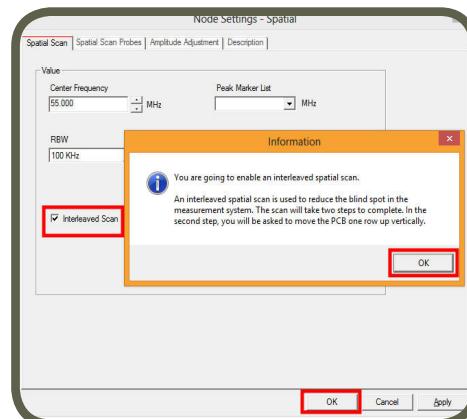 Node Settings - Spatial
Spatial Scan Spatial Scan Probes Amplitude Adjustment Description
Value
Center Frequency Peak Marker List
55.000 MHz MHz
RBW
100 KHz
Interleaved Scan
Information
You are going to enable an interleaved spatial scan.
An interleaved spatial scan is used to reduce the blind spot in the
measurement system. The scan will take two steps to complete. In the
second step, you will be asked to move the PCB one row up vertically.
OK
OK Cancel Apply